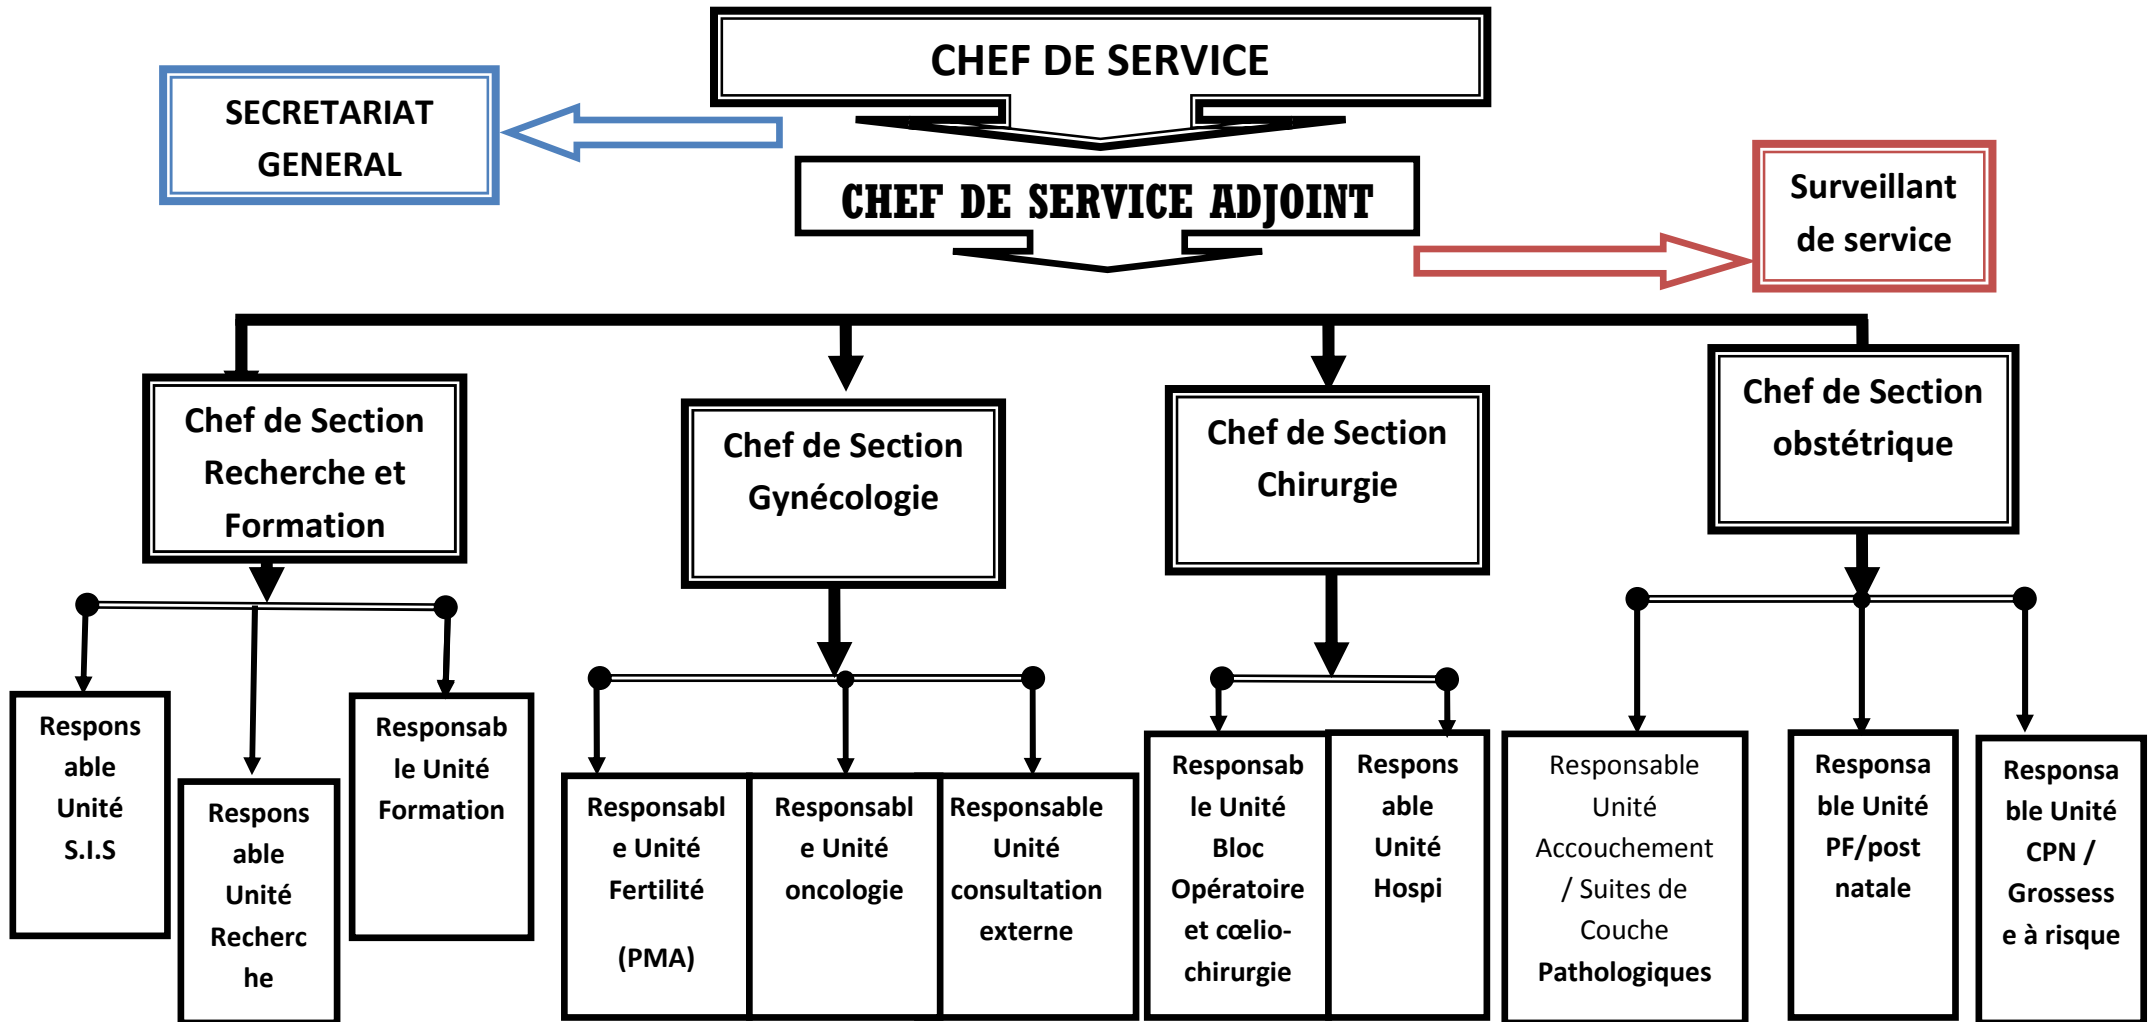 CHEF DE SERVICE
SECRETARIAT
GENERAL
CHEF DE SERVICE ADJOINT
Surveillant
de service
Chef de Section
Recherche et
Formation
Chef de Section
Gynécologie
Chef de Section
Chirurgie
Chef de Section
obstétrique
Respons
able
Unité
S.I.S
Respons
able
Unité
Recherc
he
Responsab
le Unité
Formation
Responsabl
e Unité
Fertilité
(PMA)
Responsabl
e Unité
oncologie
Responsable
Unité
consultation
externe
Responsab
le Unité
Bloc
Opératoire
et cœlio-
chirurgie
Respons
able
Unité
Hospi
Responsable
Unité
Accouchement
/ Suites de
Couche
Pathologiques
Responsa
ble Unité
PF/post
natale
Responsa
ble Unité
CPN /
Grossess
e à risque